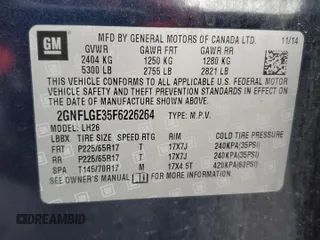 GM
MFD BY GENERAL MOTORS OF CANADA LTD. 11/14
GVWR GAWR FRT GAWR RR
2404 KG 1250 KG 1280 KG
5300 LB 2755 LB 2821 LB
THIS VEHICLE CONFORMS TO ALL APPLICABLE U.S. FEDERAL MOTOR
VEHICLE SAFETY AND THEFT PREVENTION STANDARDS IN EFFECT
ON THE DATE OF MANUFACTURE SHOWN ABOVE.
2GNFLGE35F6226264 TYPE: M.P.V.
MODEL: LH26
LBBX TIRE SIZE SPEED RTG RIM COLD TIRE PRESSURE
FRT P225/65R17 T 17X7J 240KPA(35PSI)
RR P225/65R17 T 17X7J 240KPA(35PSI)
SPA T145/70R17 M 17X4.5T 420KPA(60PSI)
SEE OWNER'S MANUAL
DREAMBID